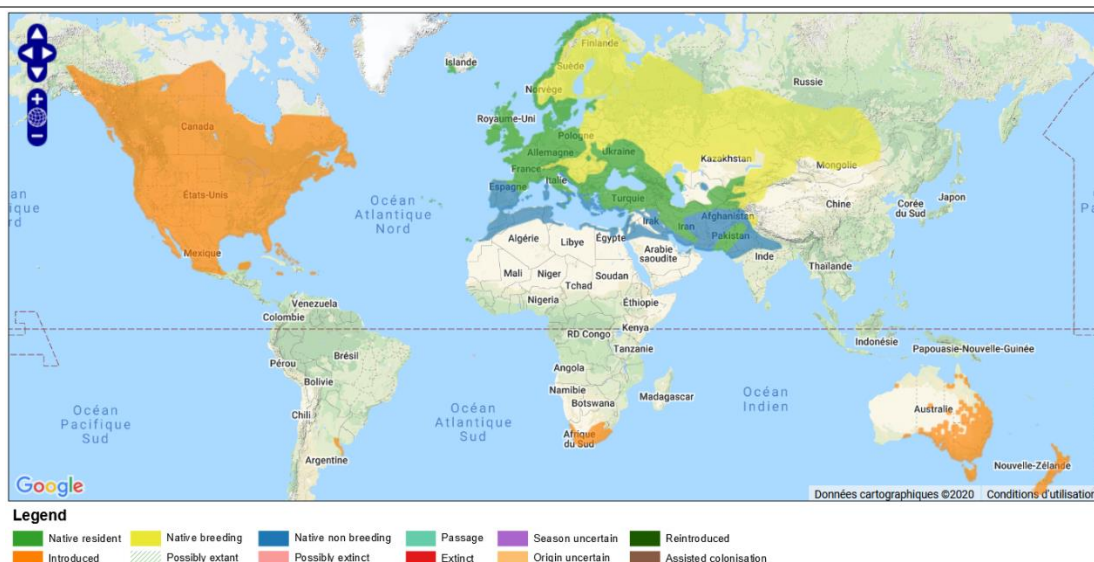 Islande
Finlande
Suède
Norvège
Russie
Royaume-Uni
Canada
Pologne
Allemagne
Ukraine
France
Kazakhstan
Mongolie
Italie
États-Unis
Espagne
Turquie
Chine
Japon
Corée
du Sud
Océan
Atlantique
Nord
Irak
Iran
Afghanistan
Pakistan
Mexique
Algérie
Libye
Égypte
Arabie
saoudite
Inde
Mali
Niger
Tchad
Soudan
Thaïlande
Venezuela
Nigeria
Éthiopie
Colombie
RD Congo
Kenya
Indonésie
Papouasie-Nouvelle-Guinée
Tanzanie
Pérou
Brésil
Angola
Bolivie
Namibie
Botswana
Madagascar
Océan
Indien
Océan
Pacifique
Sud
Chili
Océan
Atlantique
Sud
Afrique
du Sud
Australie
Argentine
Nouvelle-Zélande
Google
Données cartographiques ©2020 Conditions d'utilisation
Legend
Native resident Native breeding Native non breeding Passage Season uncertain Reintroduced
Introduced Possibly extant Possibly extinct Extinct Origin uncertain Assisted colonisation